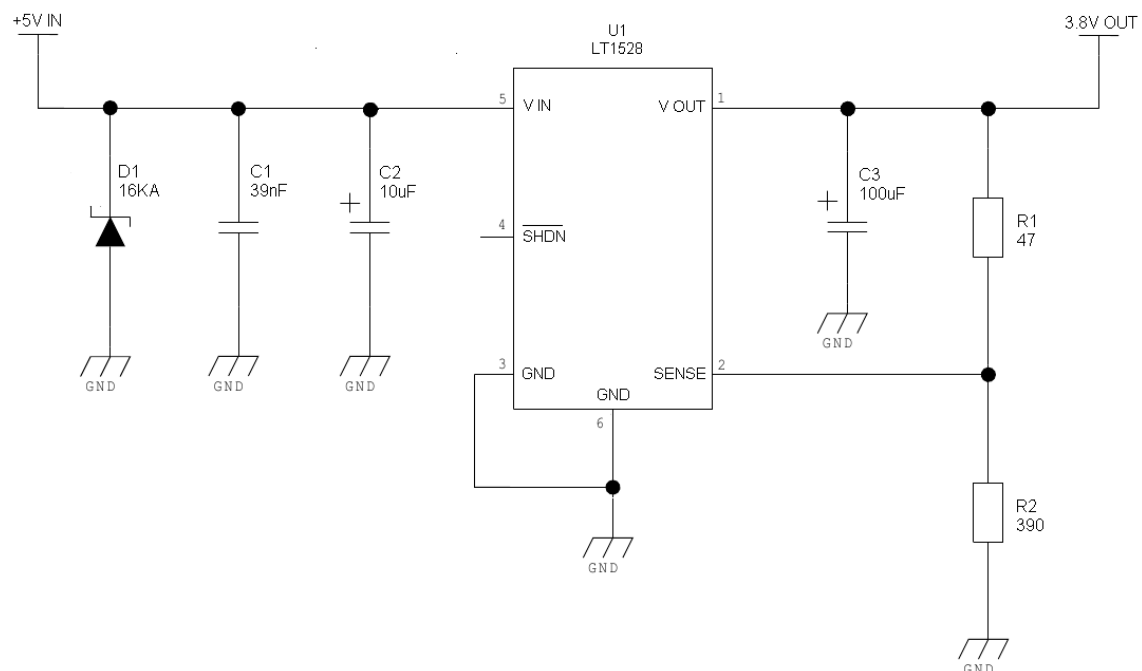 +5V IN
U1
LT1528
3.8V OUT
5
V IN
V OUT
1
D1
16KA
C1
39nF
C2
10uF
+
C3
100uF
+
R1
47
4
SHDN
GND
GND
GND
GND
3
GND
SENSE
2
GND
6
R2
390
GND
GND